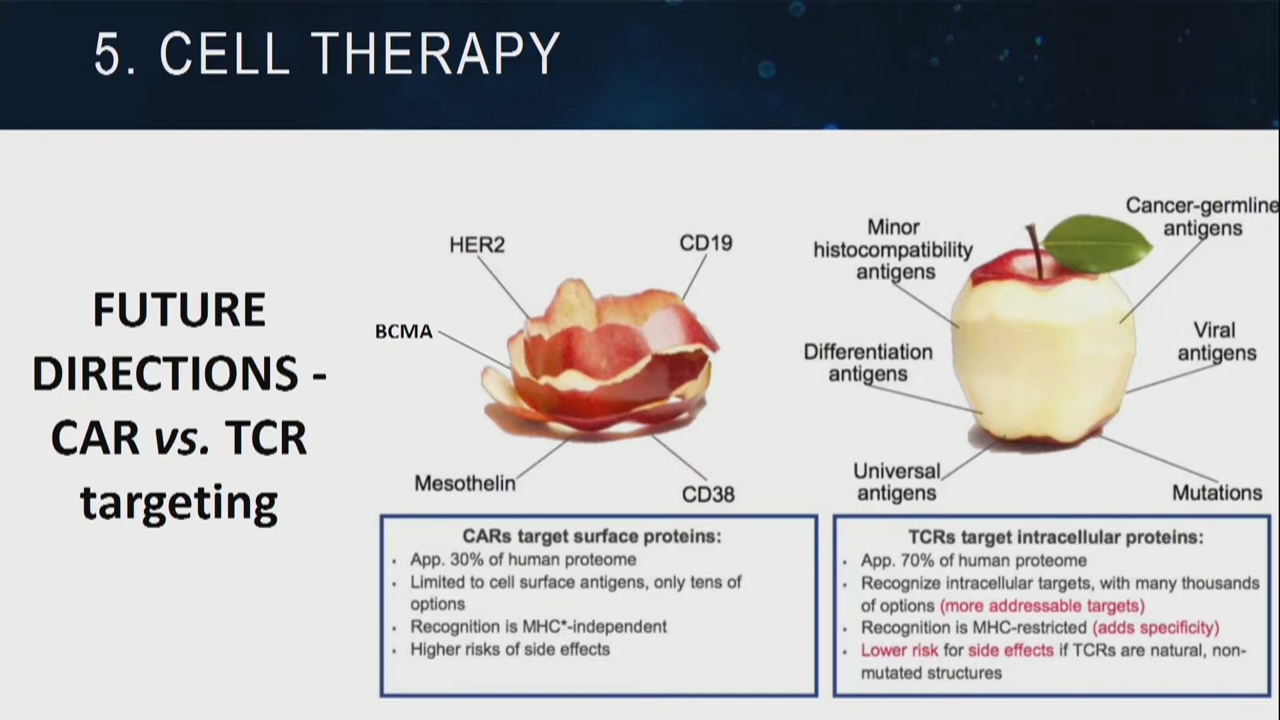 5. CELL THERAPY
FUTURE
DIRECTIONS -
CAR vs. TCR
targeting
HER2
CD19
BCMA
Mesothelin
CD38
CARs target surface proteins:
· App. 30% of human proteome
· Limited to cell surface antigens, only tens of
options
· Recognition is MHC*-independent
· Higher risks of side effects
Minor
histocompatibility
antigens
Cancer-germline
antigens
Differentiation
antigens
Viral
antigens
Universal
antigens
Mutations
TCRs target intracellular proteins:
· App. 70% of human proteome
· Recognize intracellular targets, with many thousands
of options (more addressable targets)
· Recognition is MHC-restricted (adds specificity)
· Lower risk for side effects if TCRs are natural, non-
mutated structures